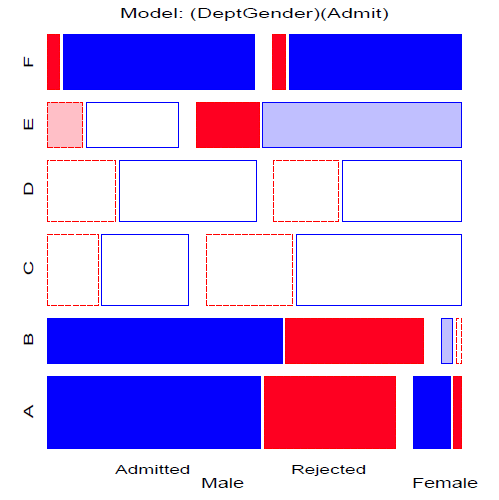 Model: (DeptGender)(Admit)
F
E
D
C
B
A
Admitted Rejected
Male Female